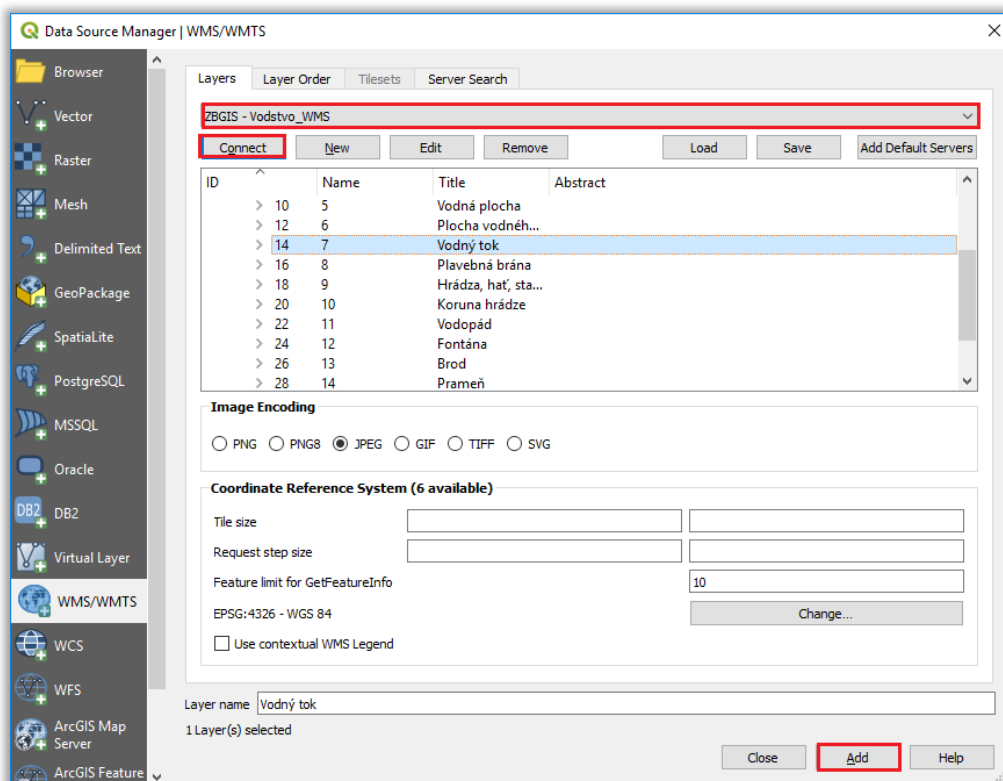 Data Source Manager | WMS/WMTS
Browser
Vector
Raster
Mesh
Delimited Text
GeoPackage
SpatiaLite
PostgreSQL
MSSQL
Oracle
DB2
DB2
Virtual Layer
WMS/WMTS
WCS
WFS
ArcGIS Map
Server
ArcGIS Feature
Layers Layer Order Tilesets Server Search
ZBGIS - Vodstvo_WMS
Connect New Edit Remove Load Save Add Default Servers
ID Name Title Abstract
10 5 Vodná plocha
12 6 Plocha vodnéh...
14 7 Vodný tok
16 8 Plavebná brána
18 9 Hrádza, hať, sta...
20 10 Koruna hrádze
22 11 Vodopád
24 12 Fontána
26 13 Brod
28 14 Prameň
Image Encoding
PNG PNG8 JPEG GIF TIFF SVG
Coordinate Reference System (6 available)
Tile size
Request step size
Feature limit for GetFeatureInfo 10
EPSG:4326 - WGS 84 Change...
Use contextual WMS Legend
Layer name Vodný tok
1 Layer(s) selected
Close Add Help